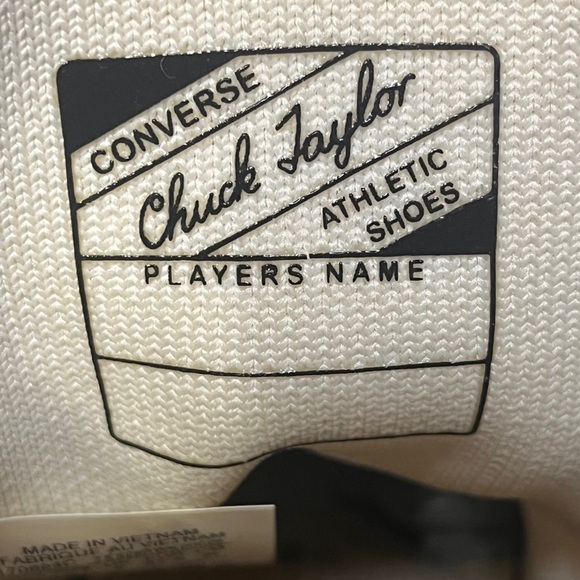 CONVERSE
Chuck Taylor
ATHLETIC
SHOES
PLAYERS NAME
MADE IN VIETNAM
FABRIQUE AU VIETNAM